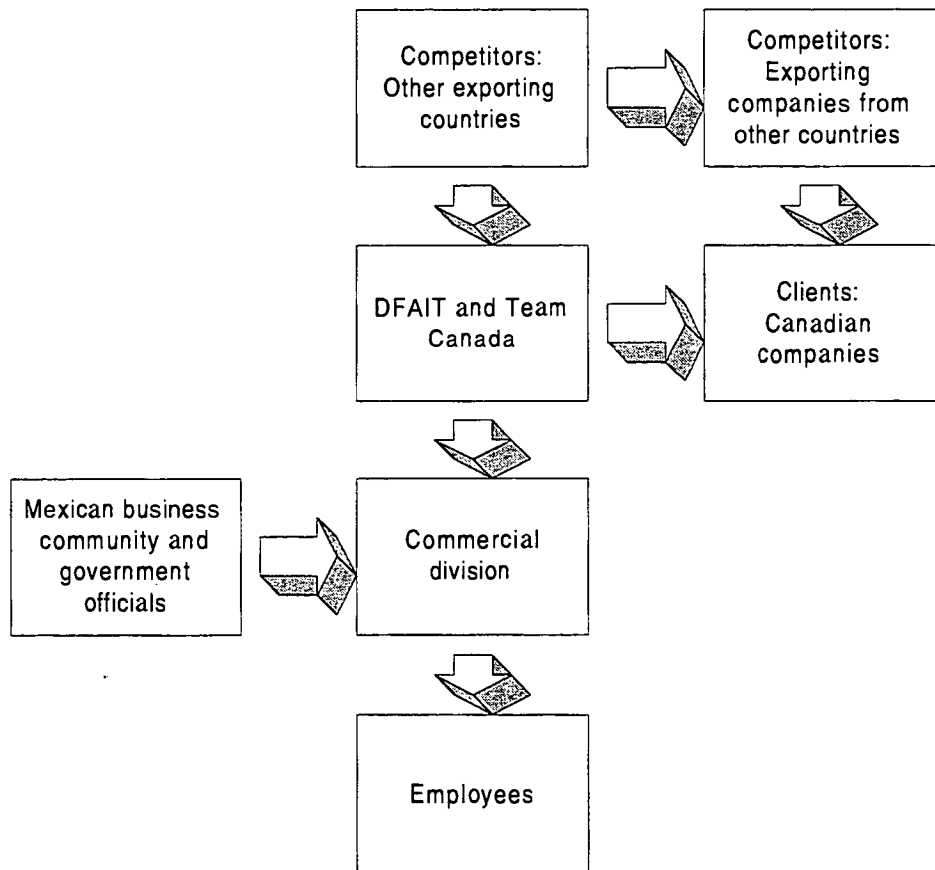 Competitors:
Other exporting
countries
Competitors:
Exporting
companies from
other countries
DFAIT and Team
Canada
Clients:
Canadian
companies
Mexican business
community and
government
officials
Commercial
division
Employees